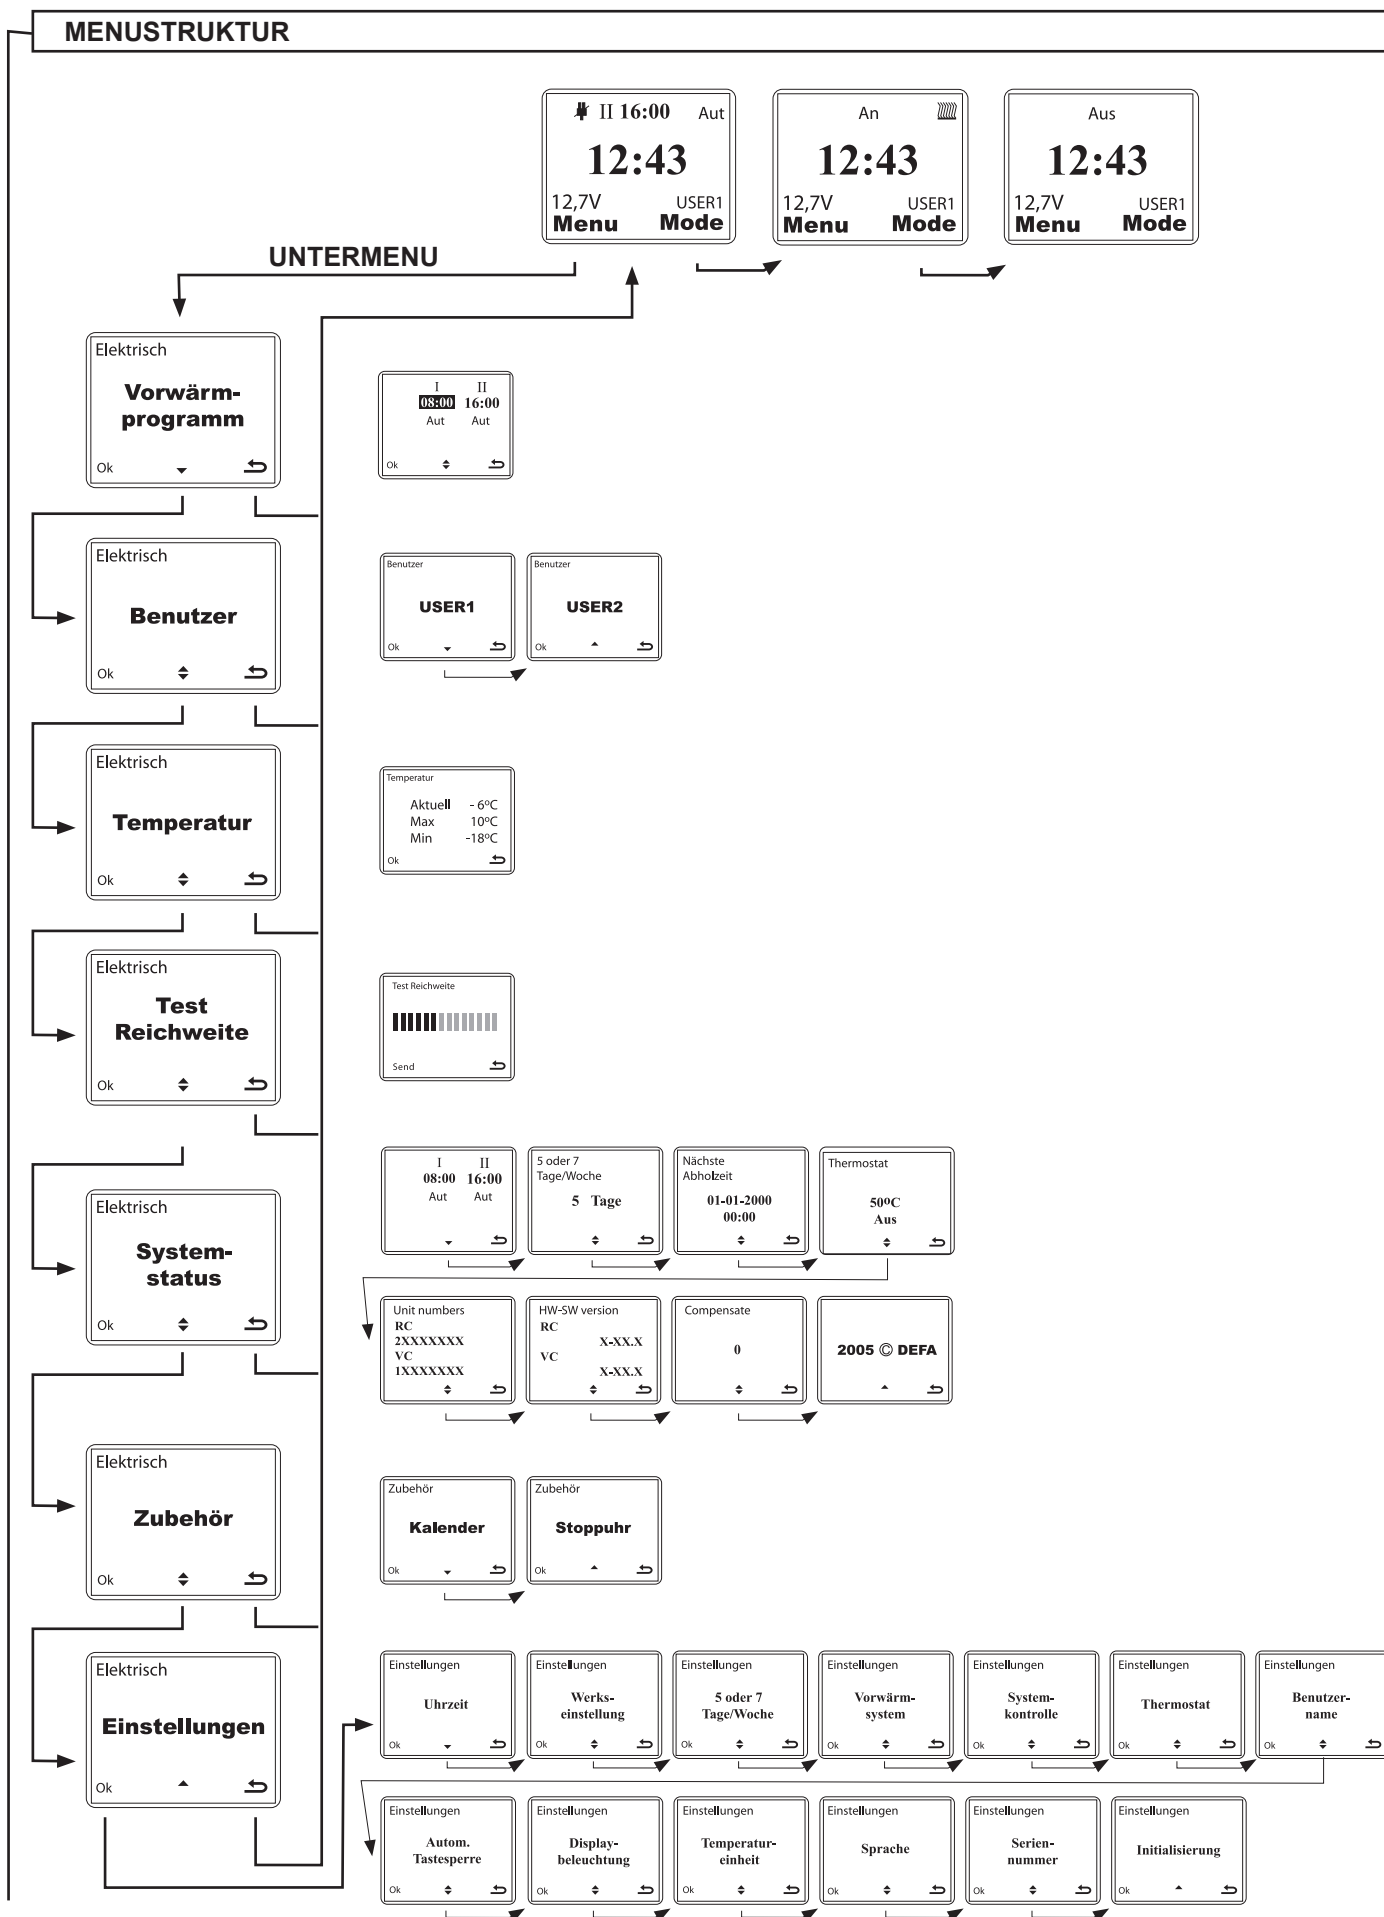 MENUSTRUKTUR
II 16:00 Aut
12:43
12,7V USER1
Menu Mode
An
12:43
12,7V USER1
Menu Mode
Aus
12:43
12,7V USER1
Menu Mode
UNTERMENU
Elektrisch
Vorwärm-
programm
Ok
I II
08:00 16:00
Aut Aut
Ok
Elektrisch
Benutzer
Ok
Benutzer
USER1
Ok
Benutzer
USER2
Ok
Elektrisch
Temperatur
Ok
Temperatur
Aktuell - 6ºC
Max 10ºC
Min -18ºC
Ok
Elektrisch
Test
Reichweite
Ok
Test Reichweite
Send
Elektrisch
System-
status
Ok
I II
08:00 16:00
Aut Aut
5 oder 7
Tage/Woche
5 Tage
Nächste
Abholzeit
01-01-2000
00:00
Thermostat
50ºC
Aus
Unit numbers
RC
2XXXXXXX
VC
1XXXXXXX
HW-SW version
RC
X-XX.X
VC
X-XX.X
Compensate
0
2005 © DEFA
Elektrisch
Zubehör
Ok
Zubehör
Kalender
Ok
Zubehör
Stoppuhr
Ok
Elektrisch
Einstellungen
Ok
Einstellungen
Uhrzeit
Ok
Einstellungen
Werks-
einstellung
Ok
Einstellungen
5 oder 7
Tage/Woche
Ok
Einstellungen
Vorwärm-
system
Ok
Einstellungen
System-
kontrolle
Ok
Einstellungen
Thermostat
Ok
Einstellungen
Benutzer-
name
Ok
Einstellungen
Autom.
Tastesperre
Ok
Einstellungen
Display-
beleuchtung
Ok
Einstellungen
Temperatur-
einheit
Ok
Einstellungen
Sprache
Ok
Einstellungen
Serien-
nummer
Ok
Einstellungen
Initialisierung
Ok